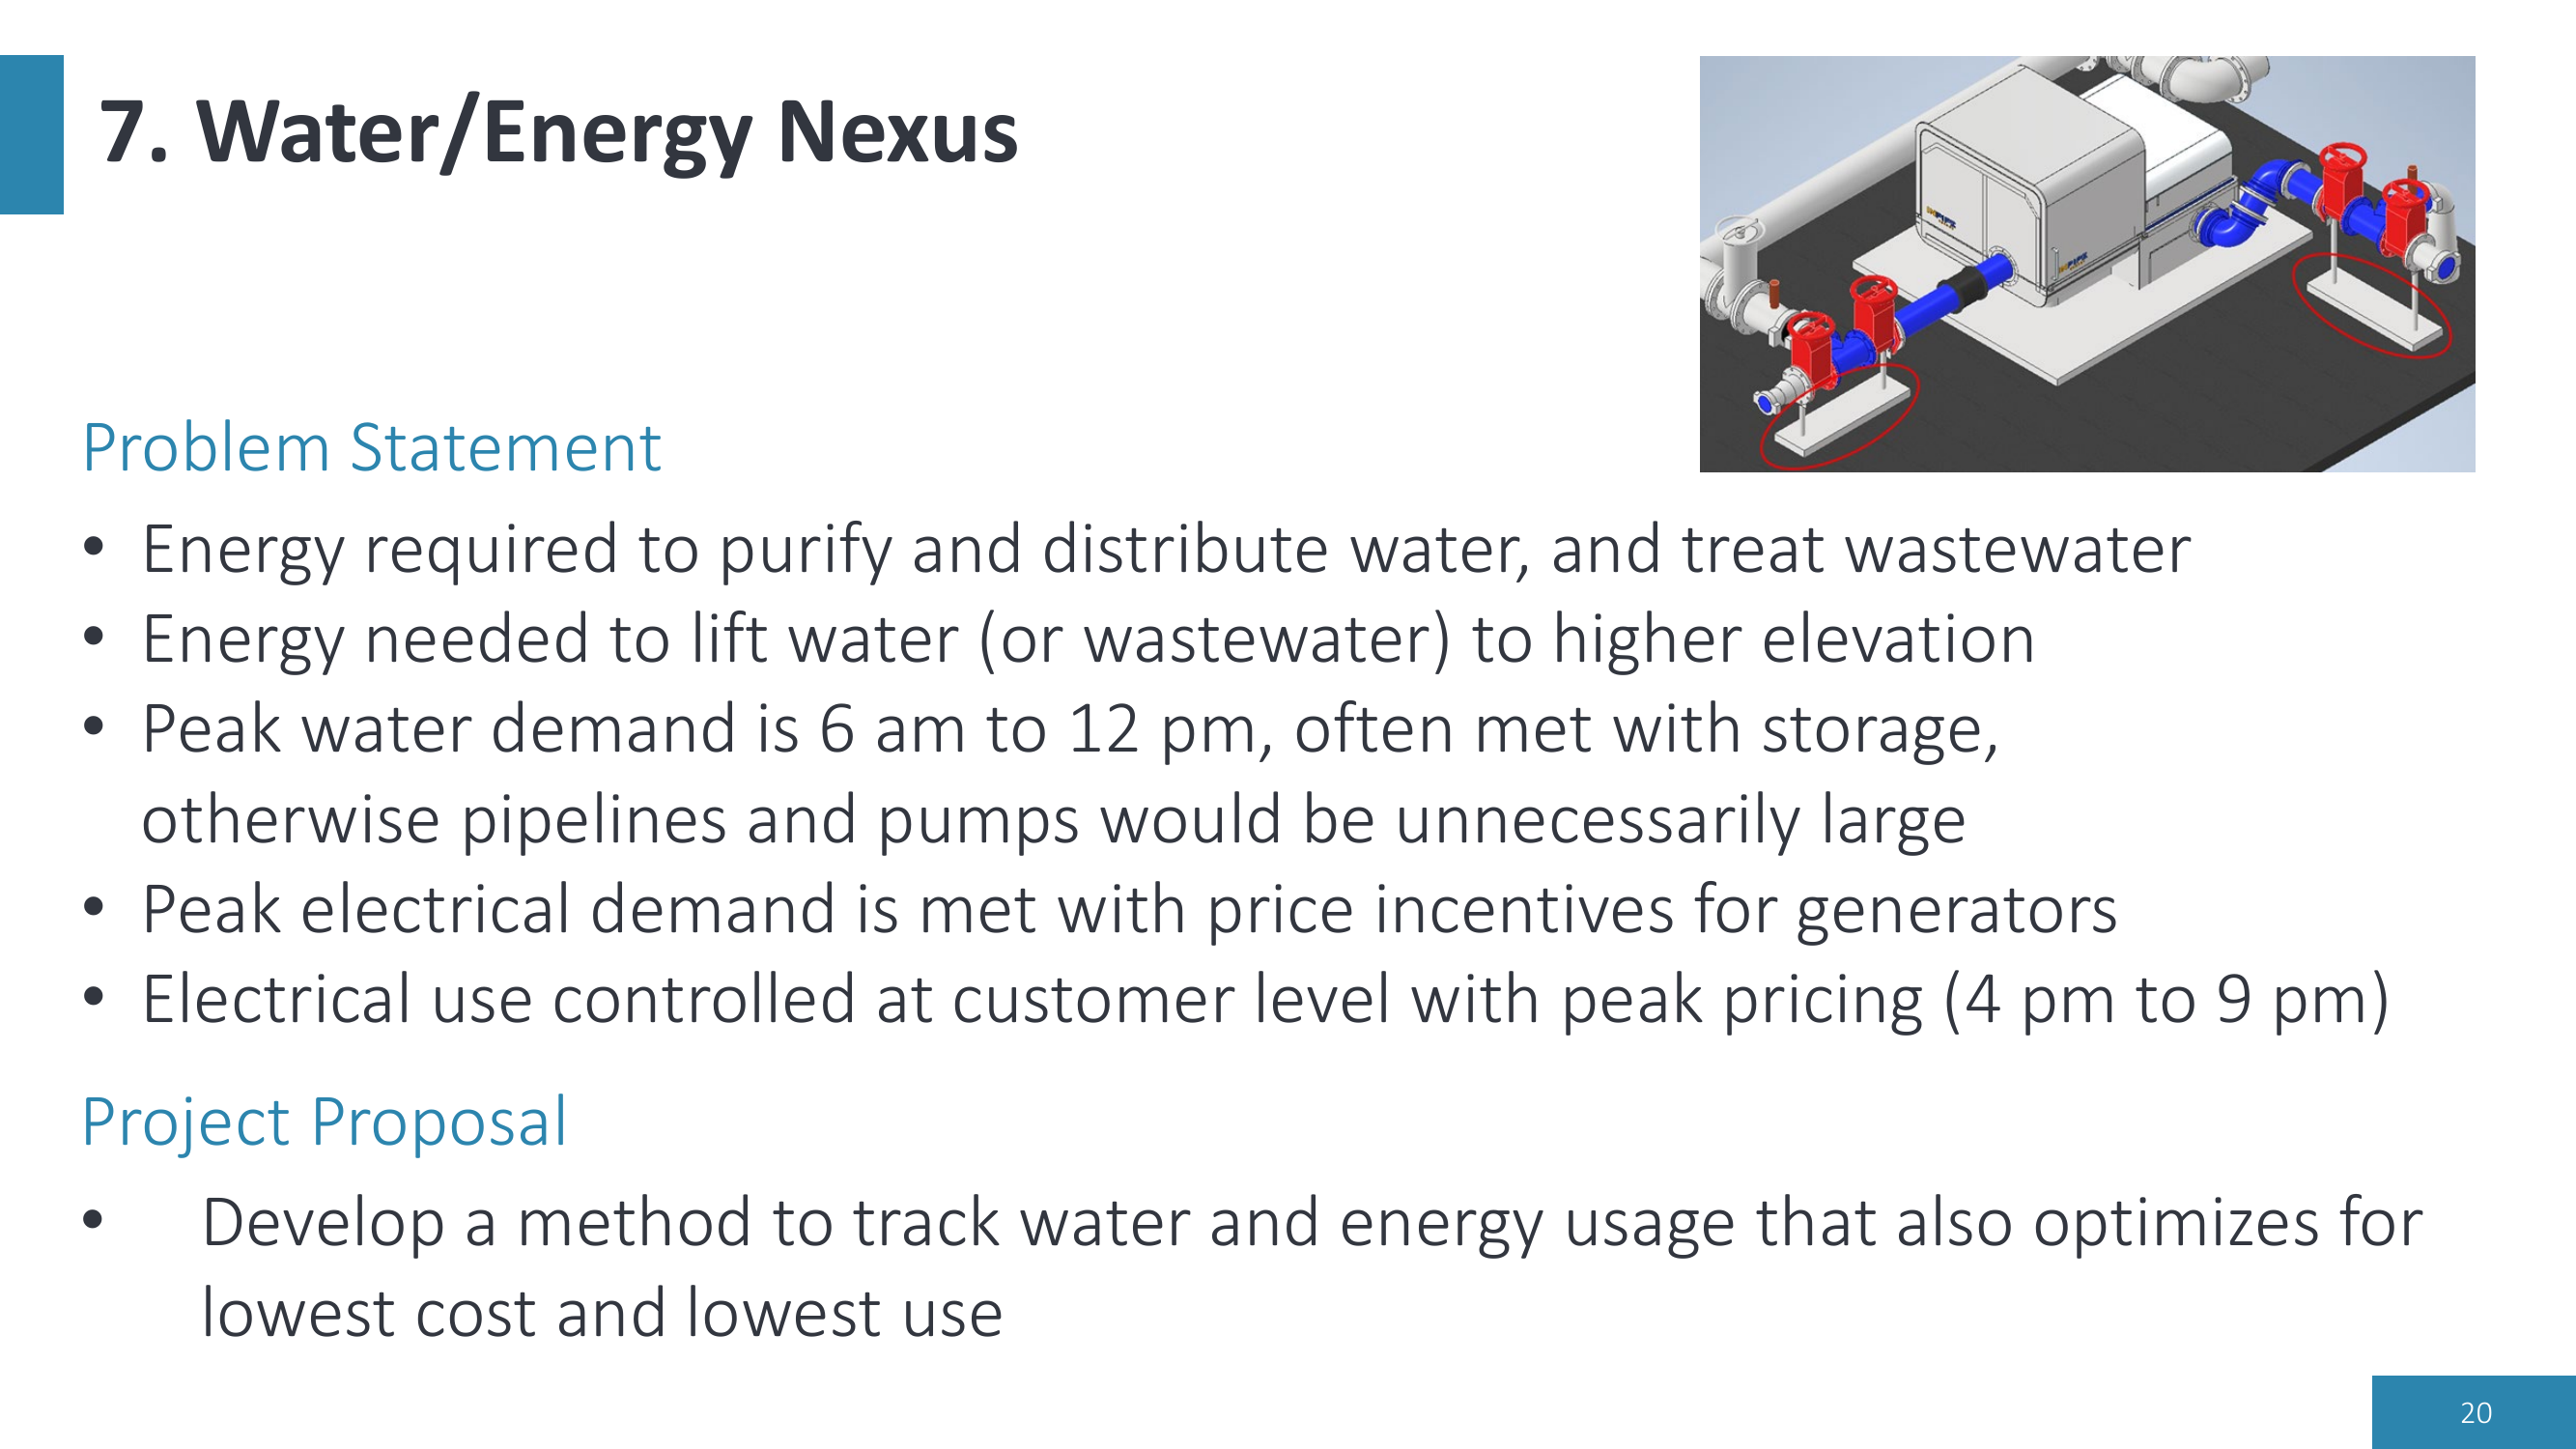 7. Water/Energy Nexus
INPIPE
INPIPE
Problem Statement
• Energy required to purify and distribute water, and treat wastewater
• Energy needed to lift water (or wastewater) to higher elevation
• Peak water demand is 6 am to 12 pm, often met with storage,
otherwise pipelines and pumps would be unnecessarily large
• Peak electrical demand is met with price incentives for generators
• Electrical use controlled at customer level with peak pricing (4 pm to 9 pm)
Project Proposal
• Develop a method to track water and energy usage that also optimizes for
lowest cost and lowest use
20